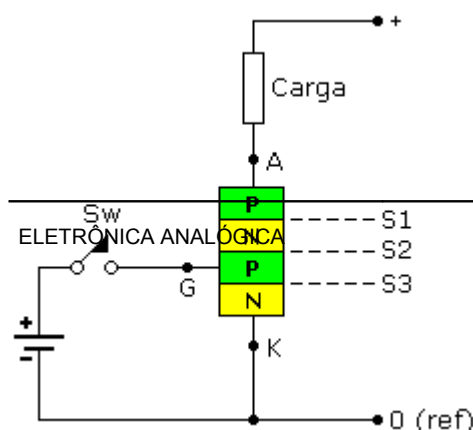 +
Carga
A
P
S1
Sw
ELETRÔNICA ANALÓGICA
N
S2
P
G
S3
N
+
-
K
0 (ref)